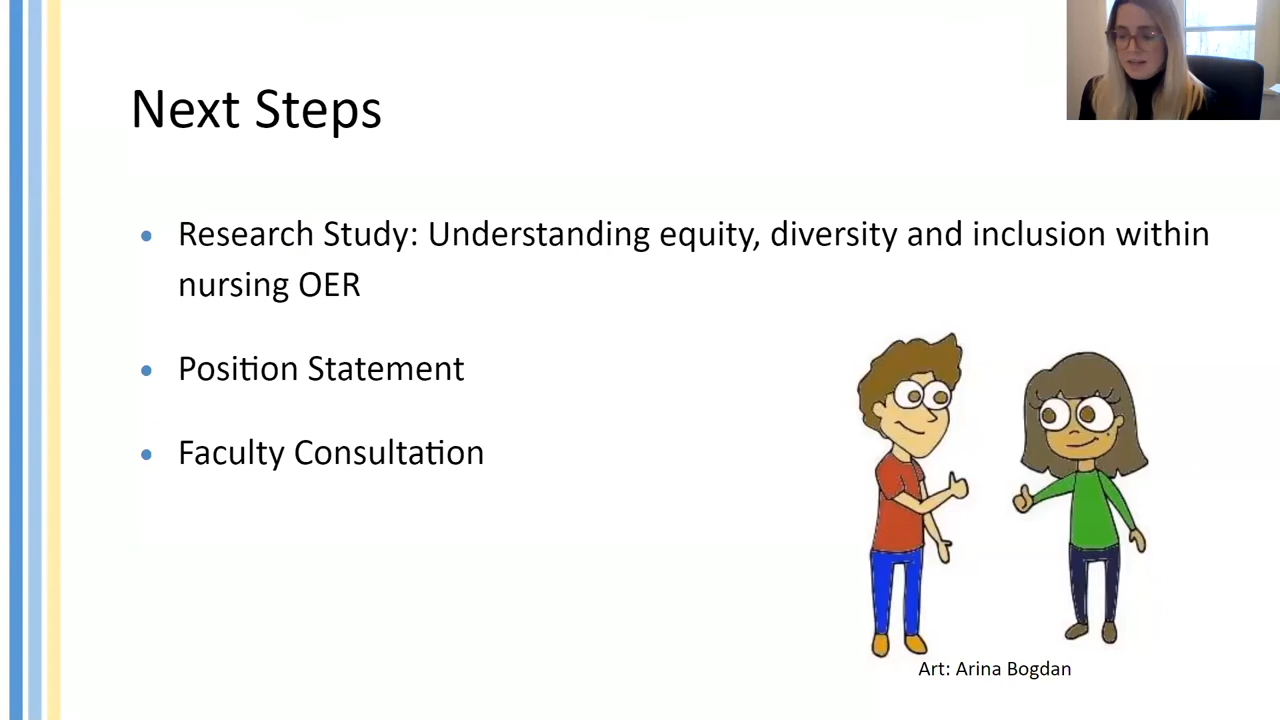 Next Steps
• Research Study: Understanding equity, diversity and inclusion within
nursing OER
• Position Statement
• Faculty Consultation
Art: Arina Bogdan